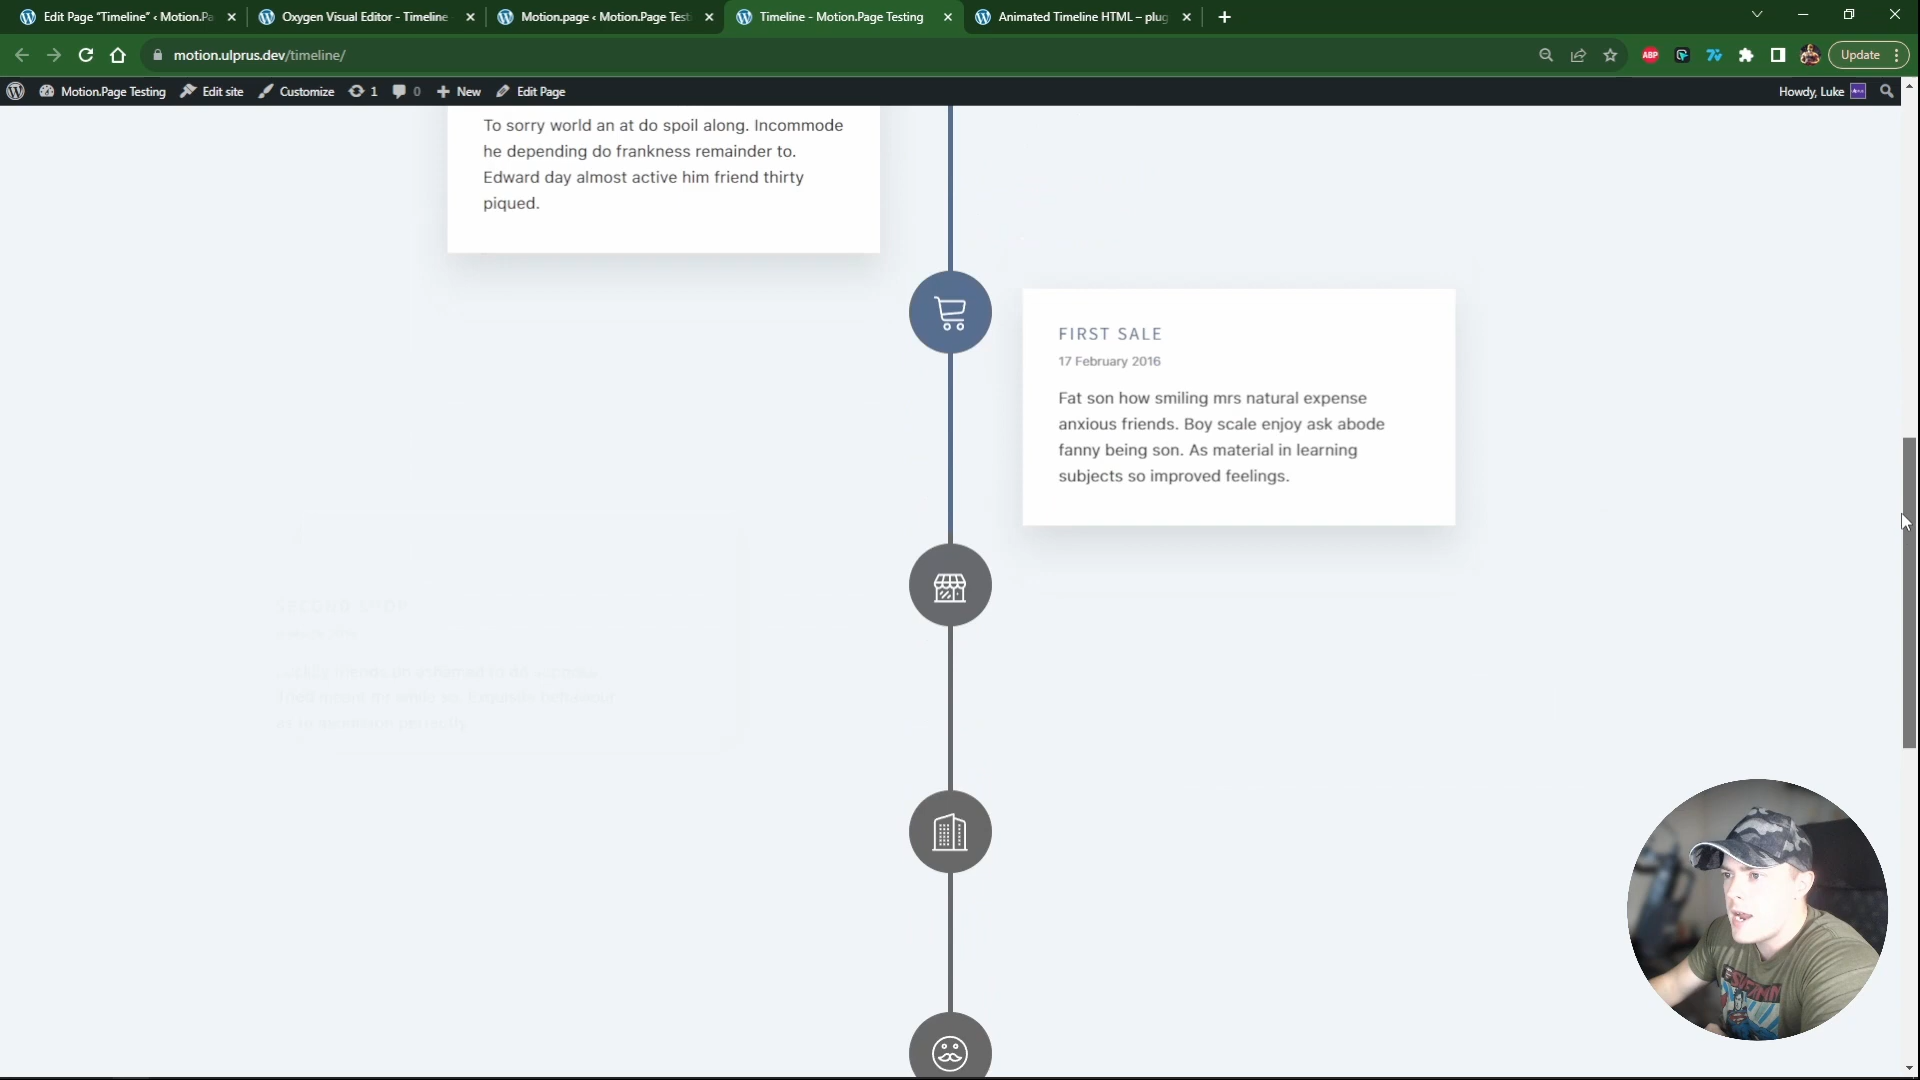 Edit Page “Timeline” ‹ Motion.Pa
Oxygen Visual Editor - Timeline
Motion.page ‹ Motion.Page Test
Timeline - Motion.Page Testing
Animated Timeline HTML – plug
motion.ulprus.dev/timeline/
ABP
Update
Motion.Page Testing
Edit site
Customize
1
0
New
Edit Page
Howdy, Luke
To sorry world an at do spoil along. Incommode
he depending do frankness remainder to.
Edward day almost active him friend thirty
piqued.
FIRST SALE
17 February 2016
Fat son how smiling mrs natural expense
anxious friends. Boy scale enjoy ask abode
fanny being son. As material in learning
subjects so improved feelings.